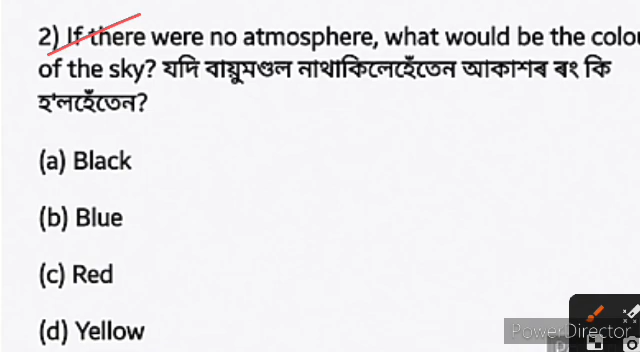 2) If there were no atmosphere, what would be the colou
of the sky? যদি বায়ুমণ্ডল নাথাকিলেহেঁতেন আকাশৰ ৰং কি
হ'লহেঁতেন?
(a) Black
(b) Blue
(c) Red
(d) Yellow
PowerDirector